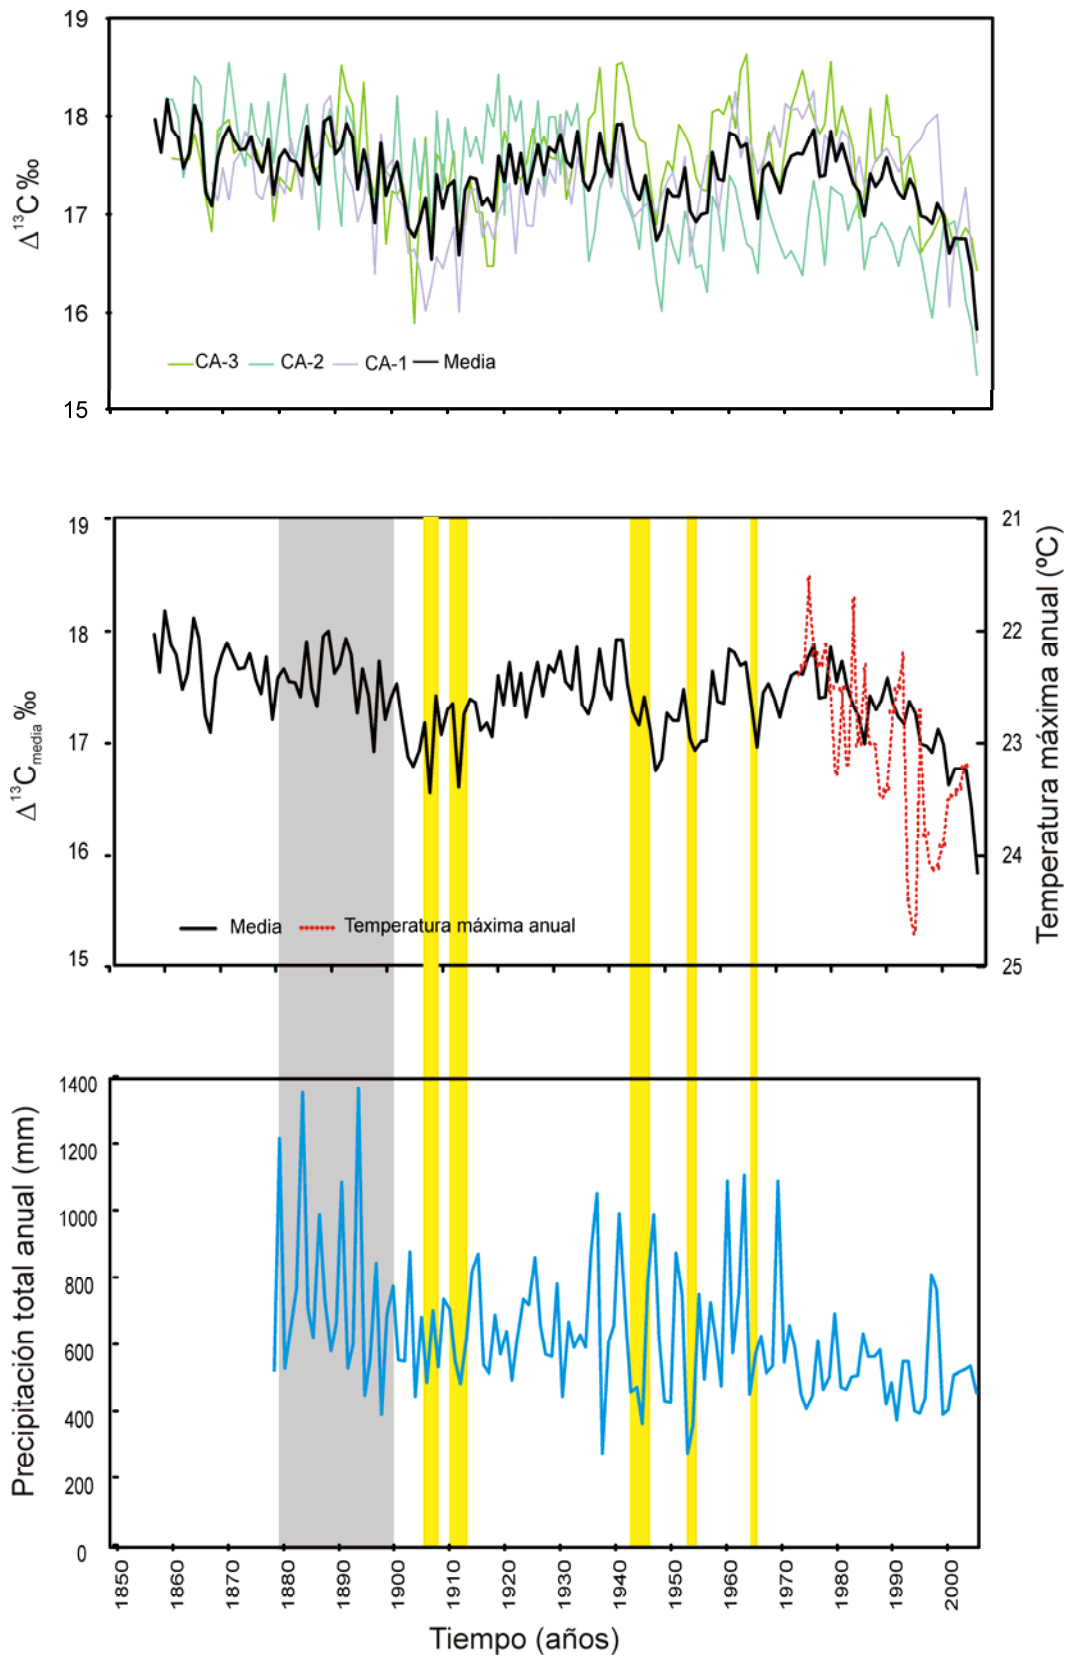 19
18
17
16
15
Δ¹³C ‰
CA-3 CA-2 CA-1 Media
19
18
17
16
15
Δ¹³Cmedia ‰
21
22
23
24
25
Temperatura máxima anual (ºC)
Media Temperatura máxima anual
1400
1200
1000
800
600
400
200
0
Precipitación total anual (mm)
1850 1860 1870 1880 1890 1900 1910 1920 1930 1940 1950 1960 1970 1980 1990 2000
Tiempo (años)